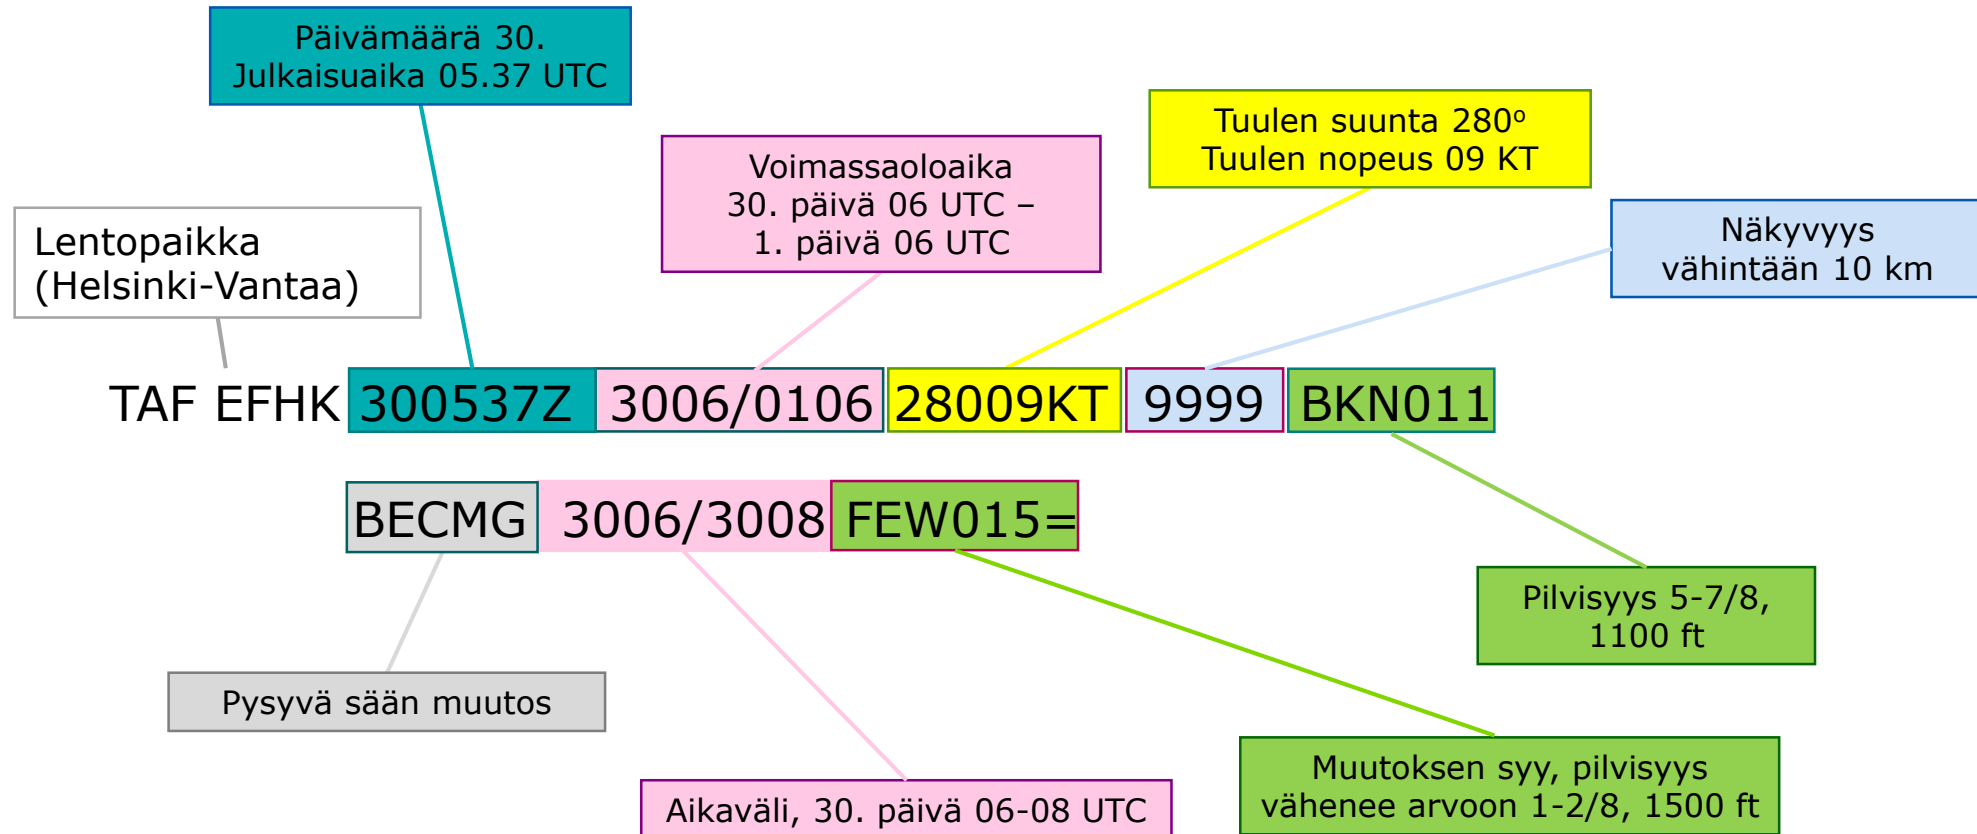 Päivämäärä 30.
Julkaisuaika 05.37 UTC
Tuulen suunta 280º
Tuulen nopeus 09 KT
Voimassaoloaika
30. päivä 06 UTC –
1. päivä 06 UTC
Näkyvyys
vähintään 10 km
Lentopaikka
(Helsinki-Vantaa)
TAF EFHK 300537Z 3006/0106 28009KT 9999 BKN011
BECMG 3006/3008 FEW015=
Pilvisyys 5-7/8,
1100 ft
Pysyvä sään muutos
Muutoksen syy, pilvisyys
vähenee arvoon 1-2/8, 1500 ft
Aikaväli, 30. päivä 06-08 UTC